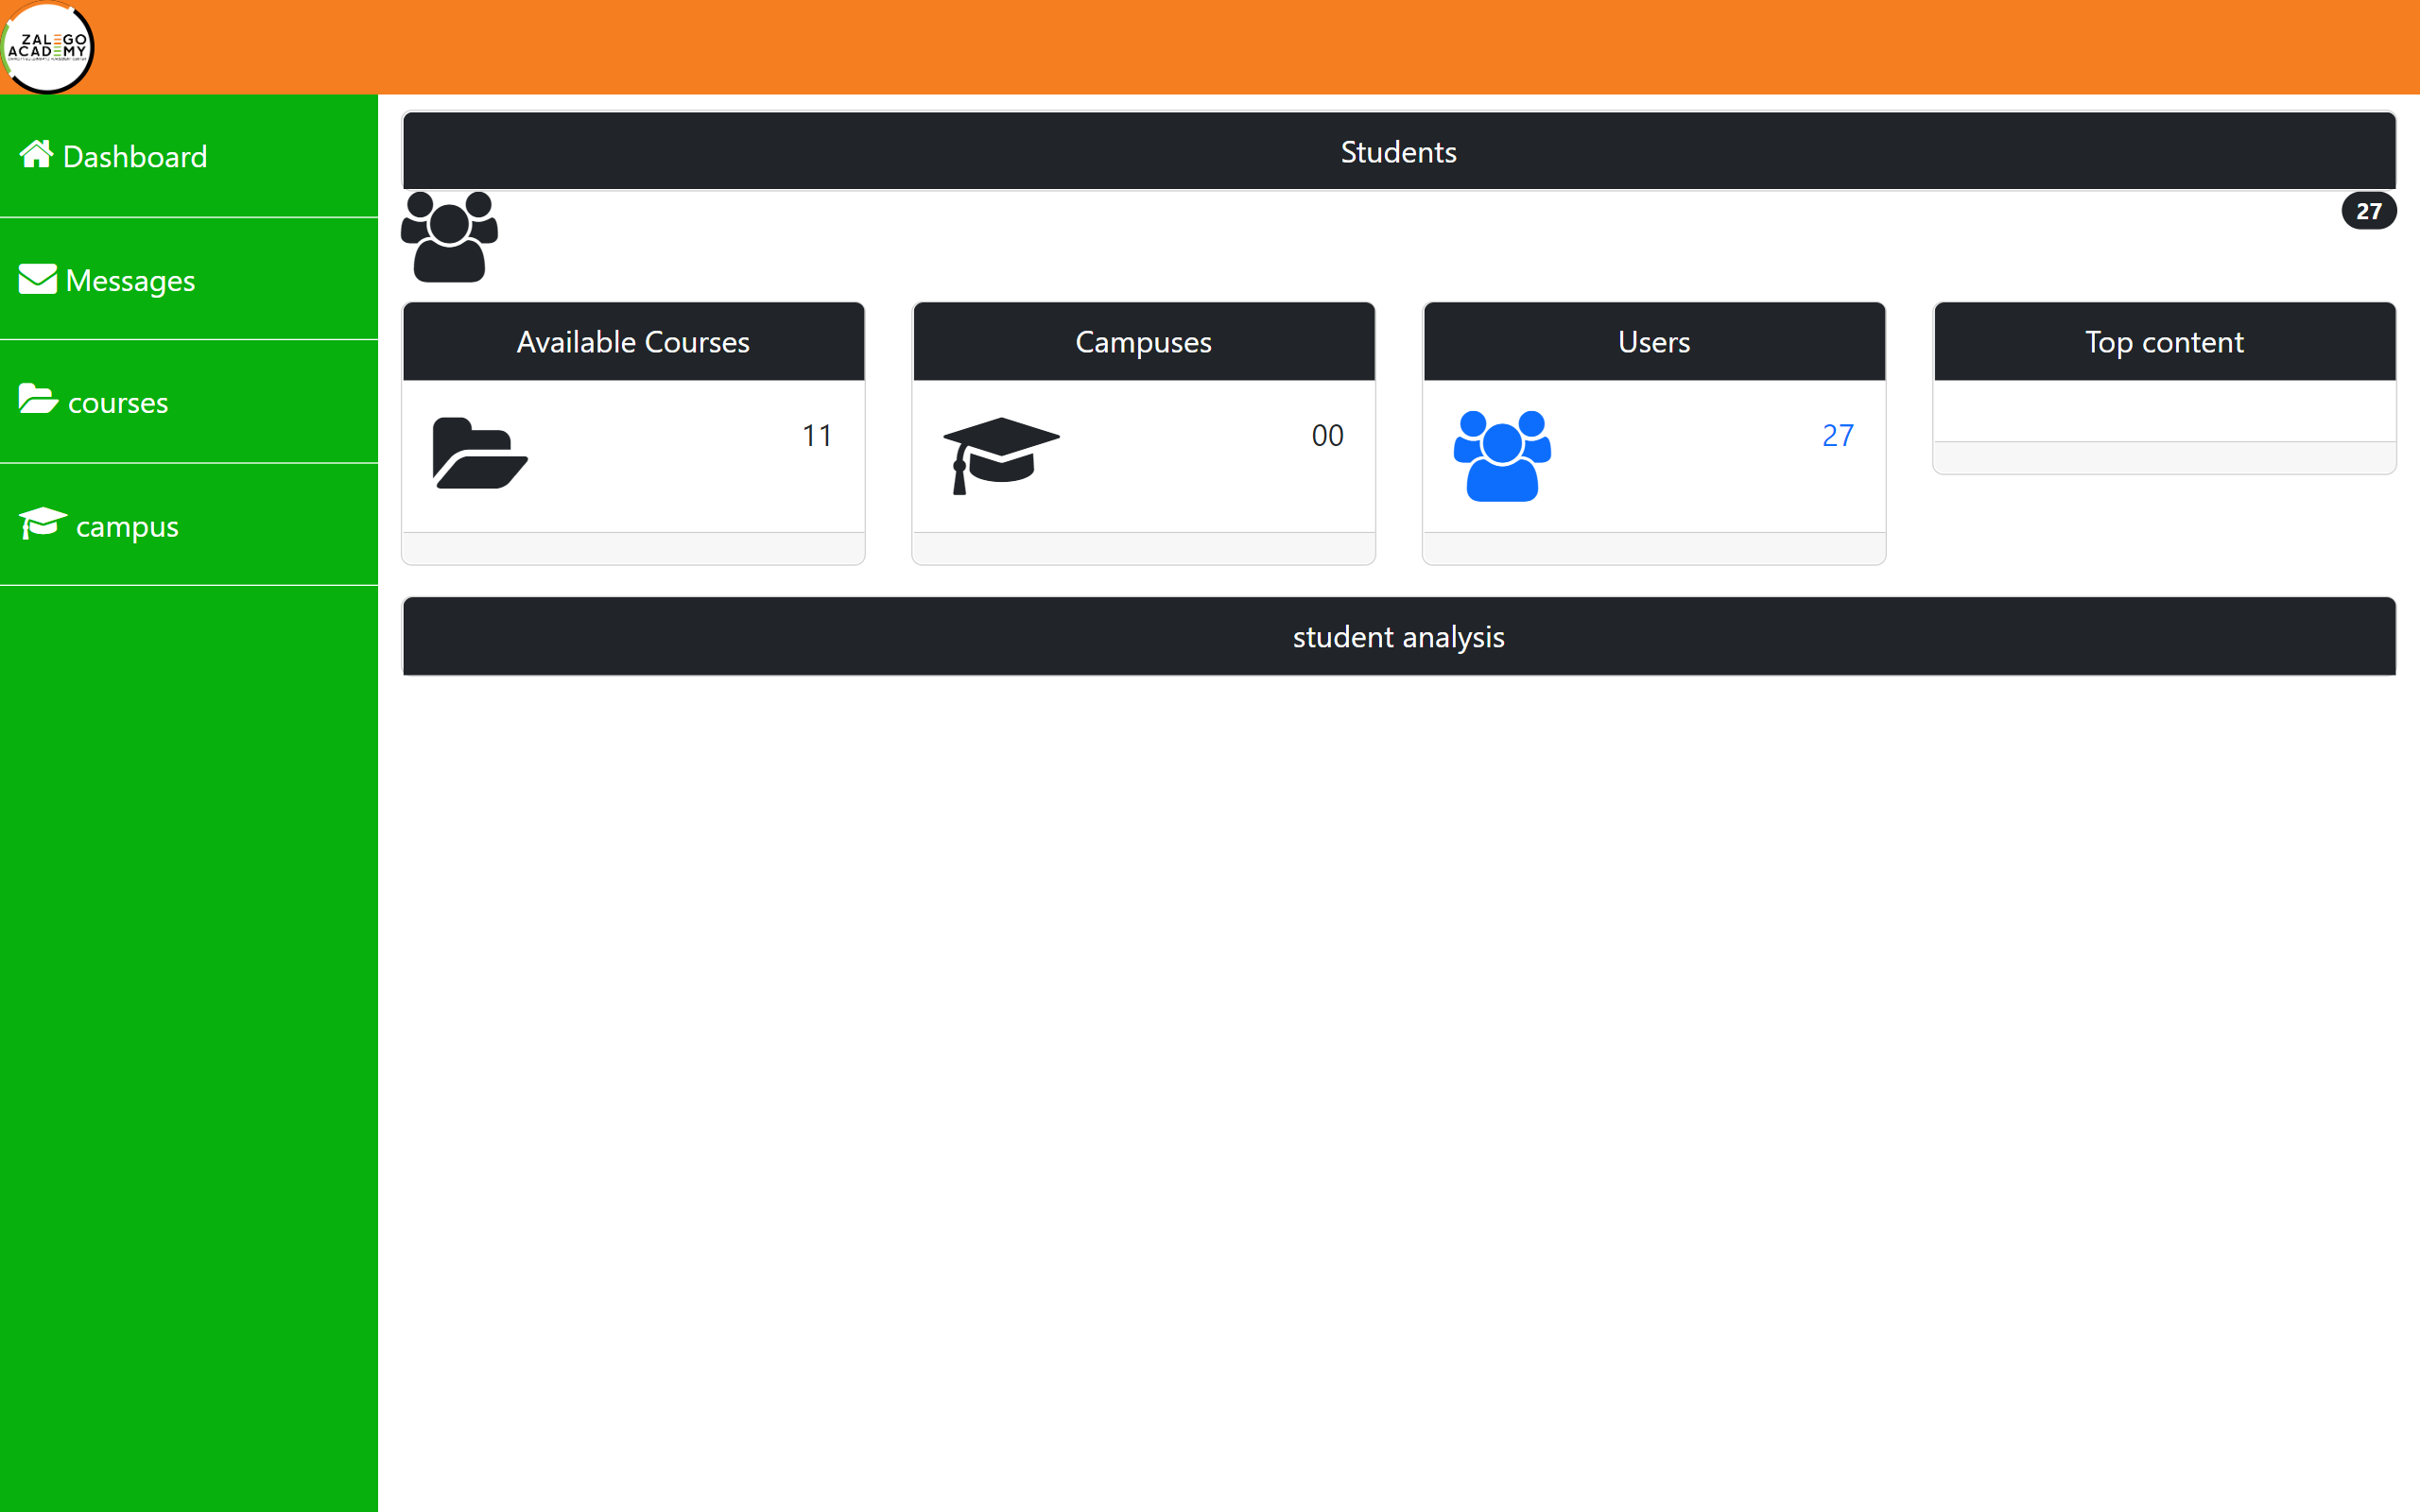 ZALEGO
ACADEMY
Dashboard
Messages
courses
campus
Students
27
Available Courses
11
Campuses
00
Users
27
Top content
student analysis